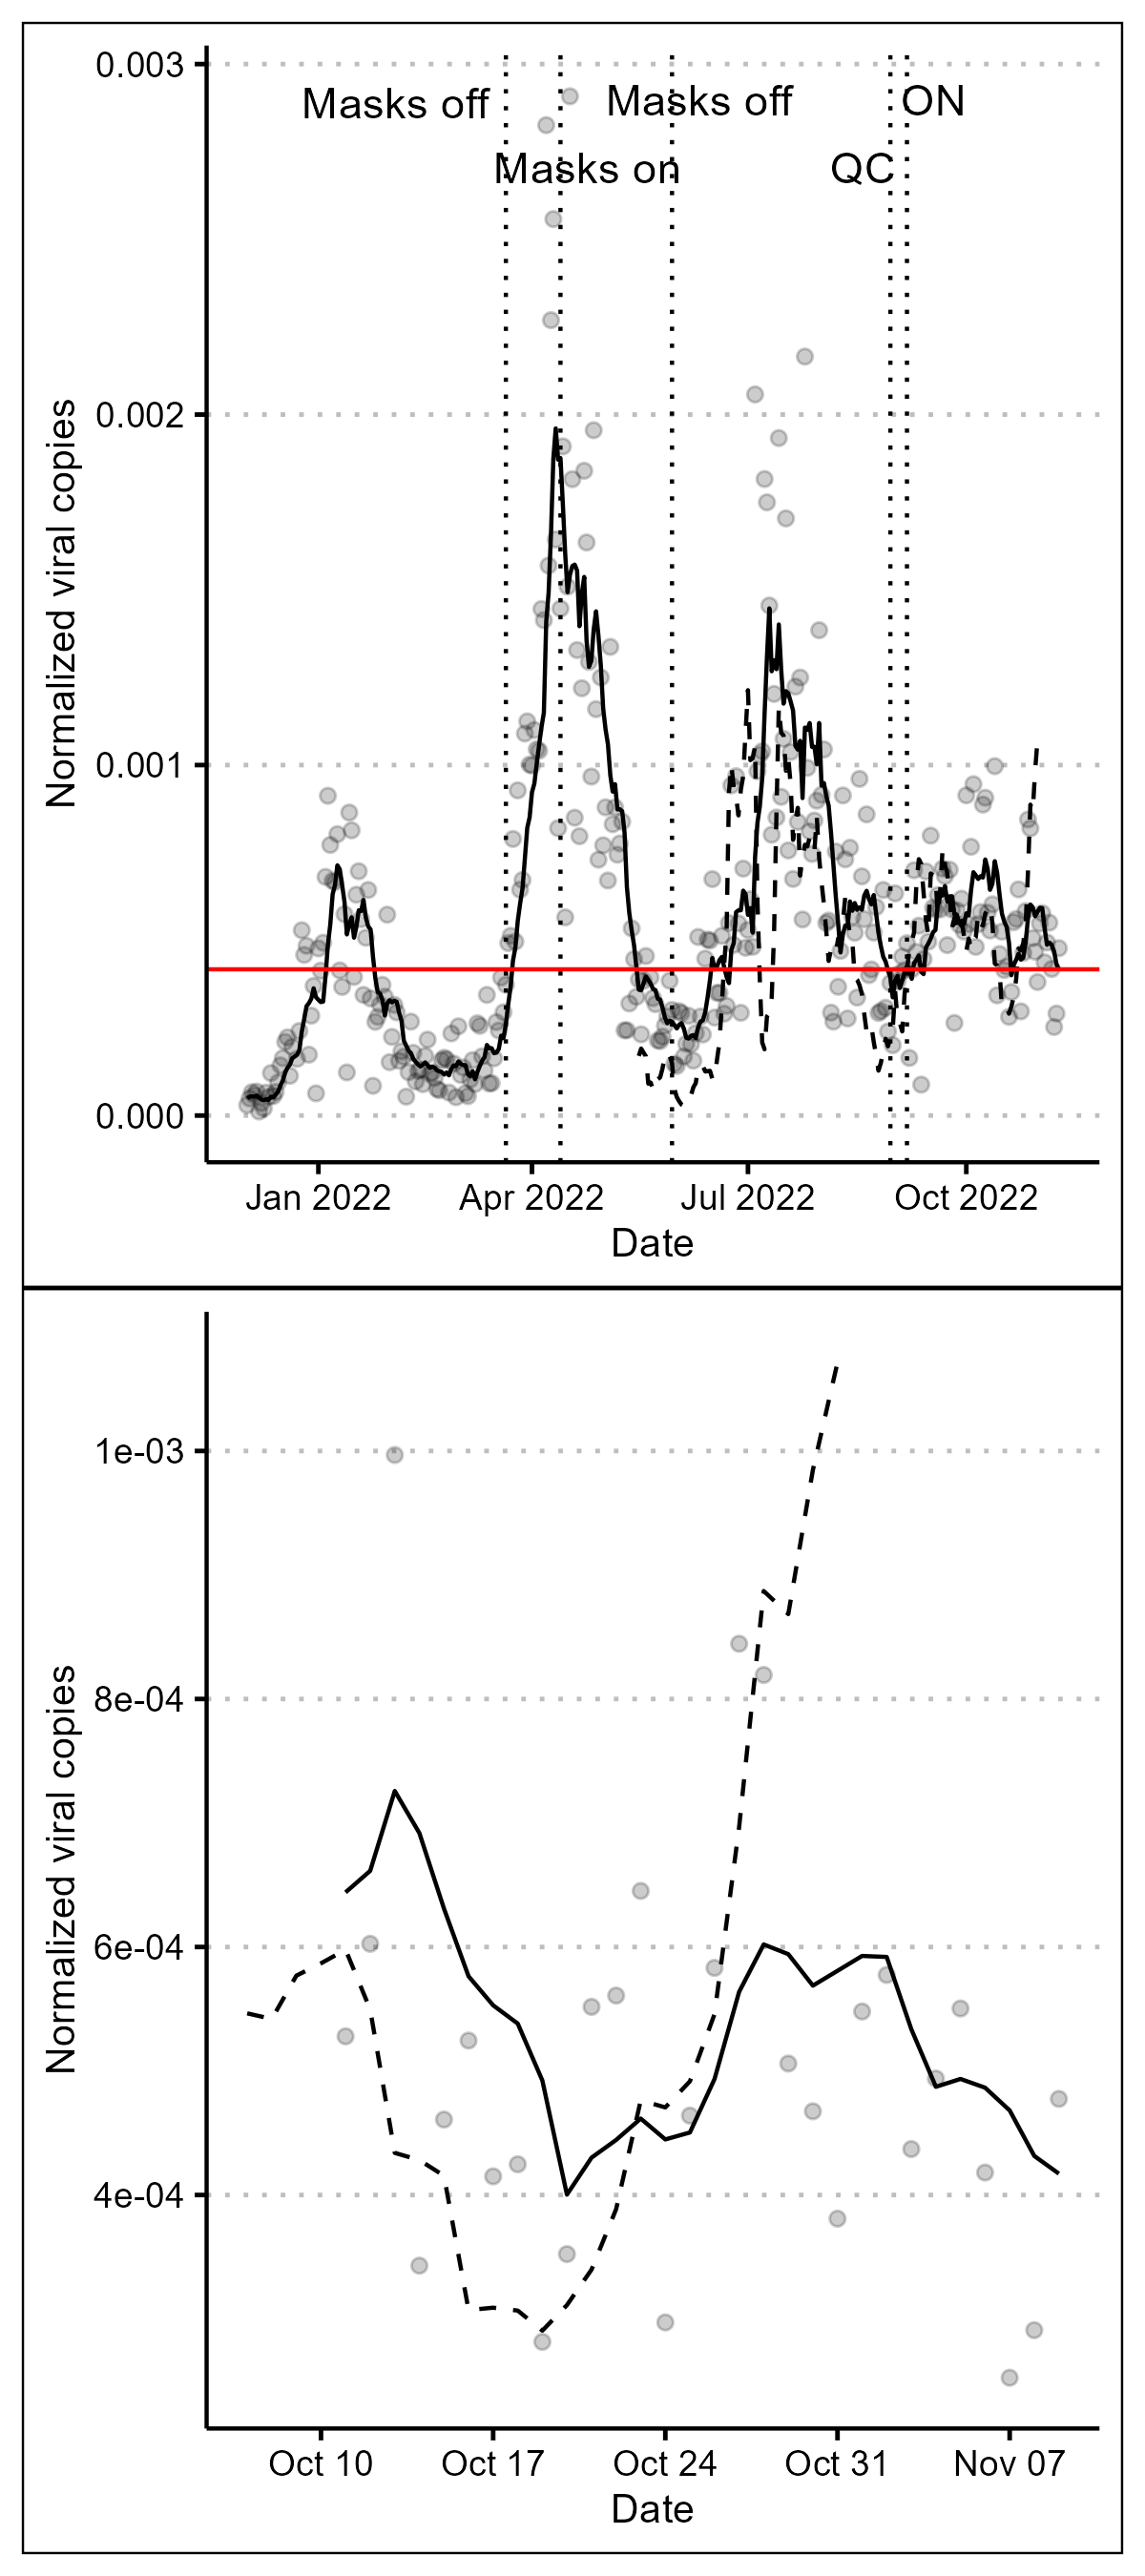 0.003
Masks off
Masks off
ON
Masks on
QC
0.002
0.001
0.000
Normalized viral copies
Jan 2022
Apr 2022
Jul 2022
Oct 2022
Date
1e-03
8e-04
6e-04
4e-04
Normalized viral copies
Oct 10
Oct 17
Oct 24
Oct 31
Nov 07
Date